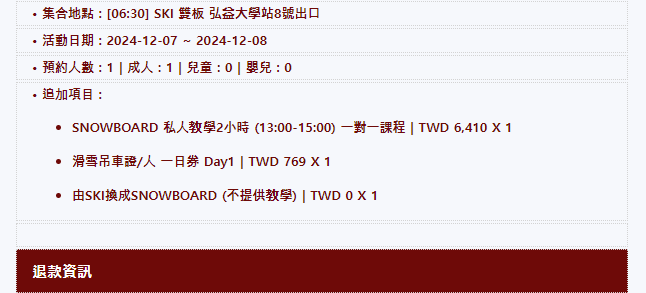 • 集合地點：[06:30] SKI 雙板 弘益大學站8號出口
• 活動日期：2024-12-07 ~ 2024-12-08
• 預約人數：1 | 成人：1 | 兒童：0 | 嬰兒：0
• 追加項目：
• SNOWBOARD 私人教學2小時 (13:00-15:00) 一對一課程 | TWD 6,410 X 1
• 滑雪吊車證/人 一日券 Day1 | TWD 769 X 1
• 由SKI換成SNOWBOARD (不提供教學) | TWD 0 X 1
退款資訊